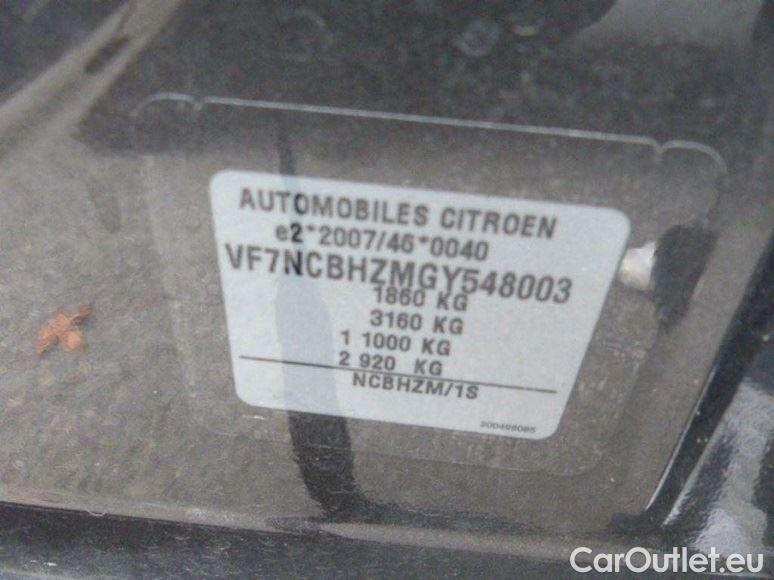 AUTOMOBILES CITROEN
e2*2007/46*0040
VF7NCBHZMGY548003
1860 KG
3160 KG
1 1000 KG
2 920 KG
NCBHZM/1S
200498085
CarOutlet.eu